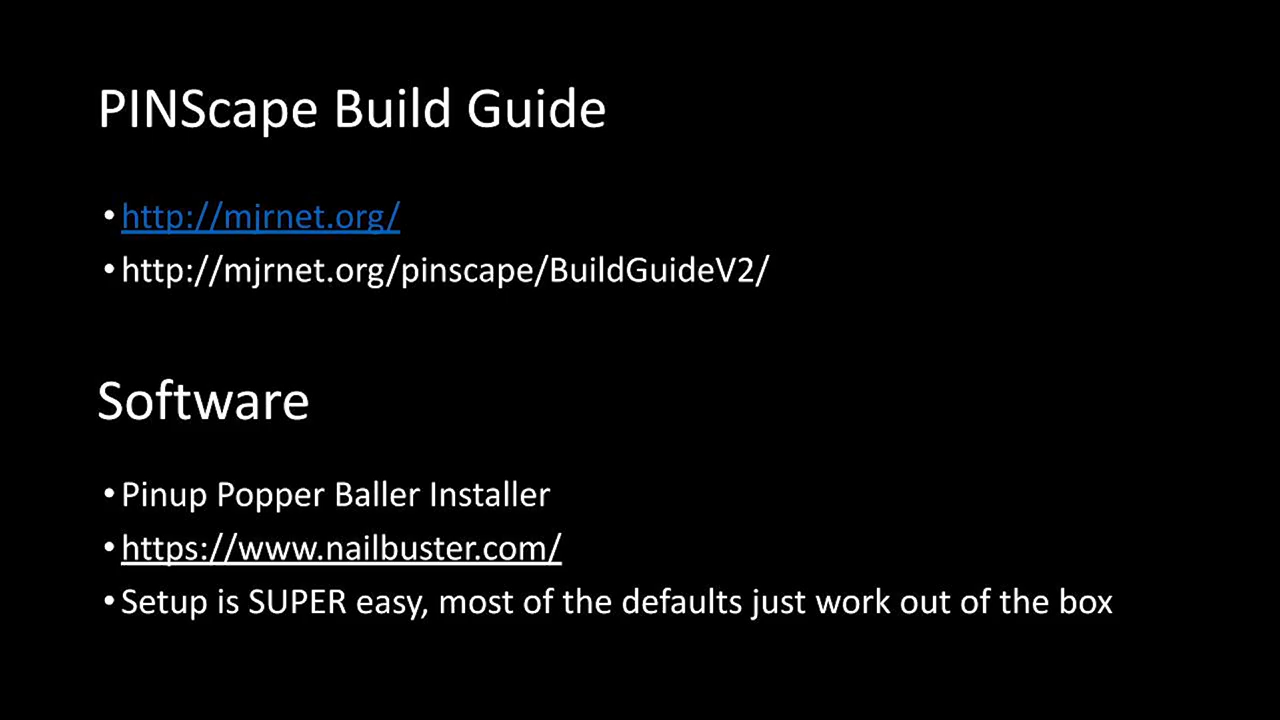 PINScape Build Guide
•http://mjrnet.org/
•http://mjrnet.org/pinscape/BuildGuideV2/
Software
•Pinup Popper Baller Installer
•https://www.nailbuster.com/
•Setup is SUPER easy, most of the defaults just work out of the box